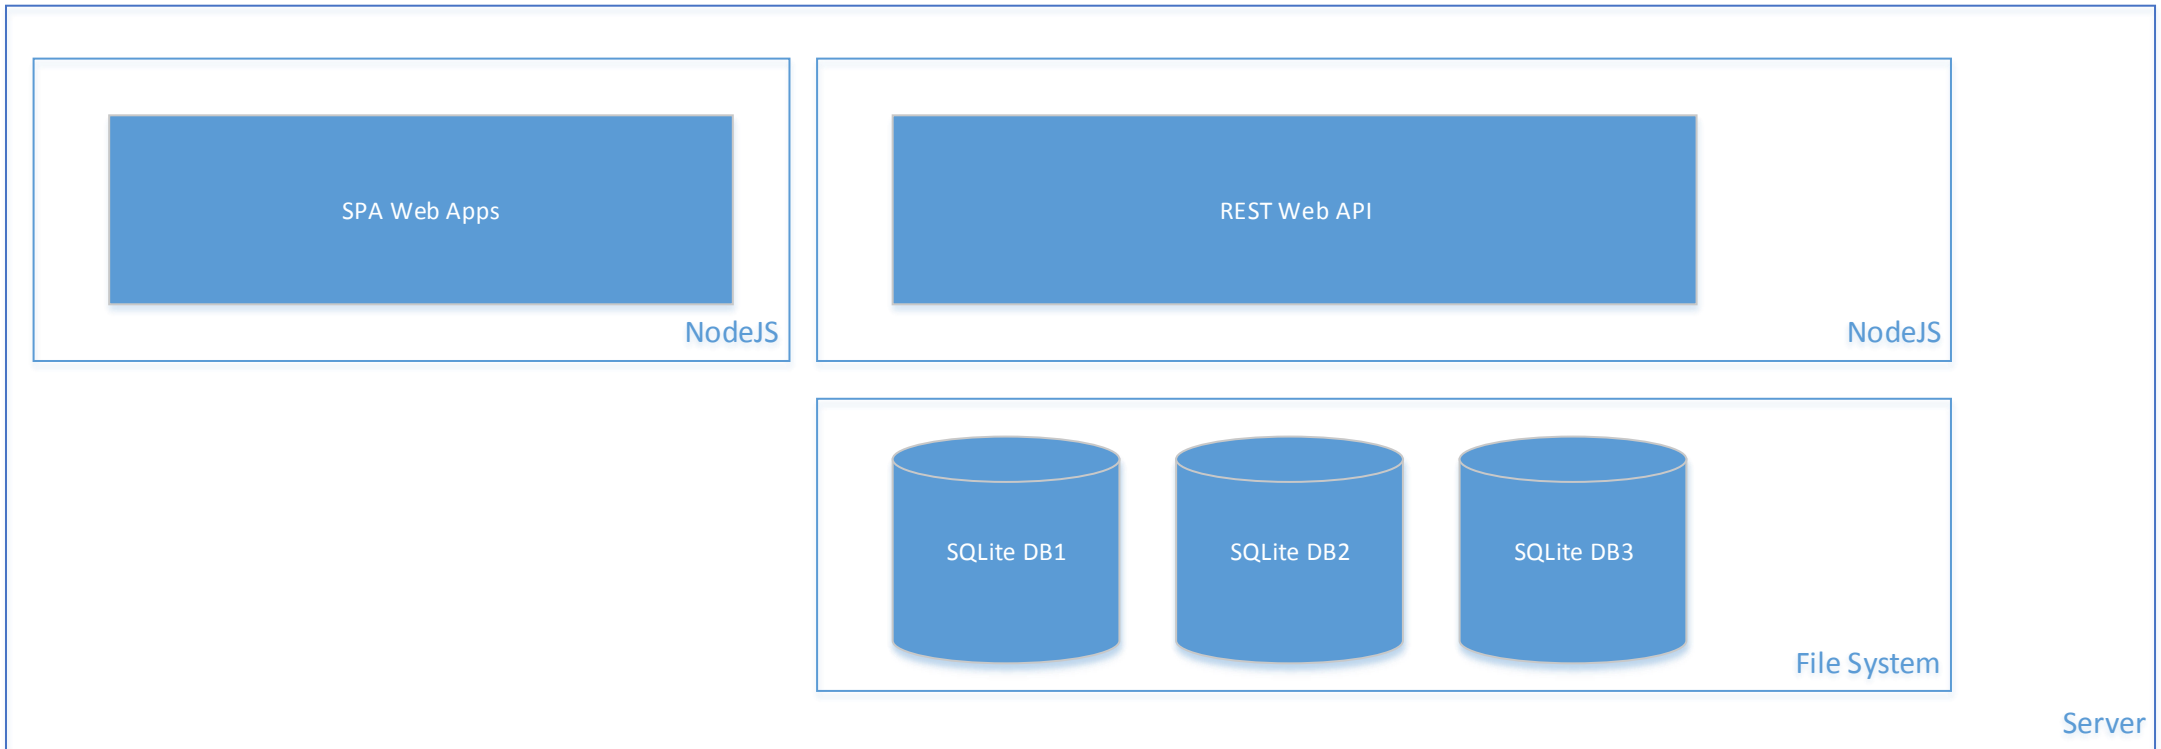 SPA Web Apps
REST Web API
NodeJS
NodeJS
SQLite DB1
SQLite DB2
SQLite DB3
File System
Server